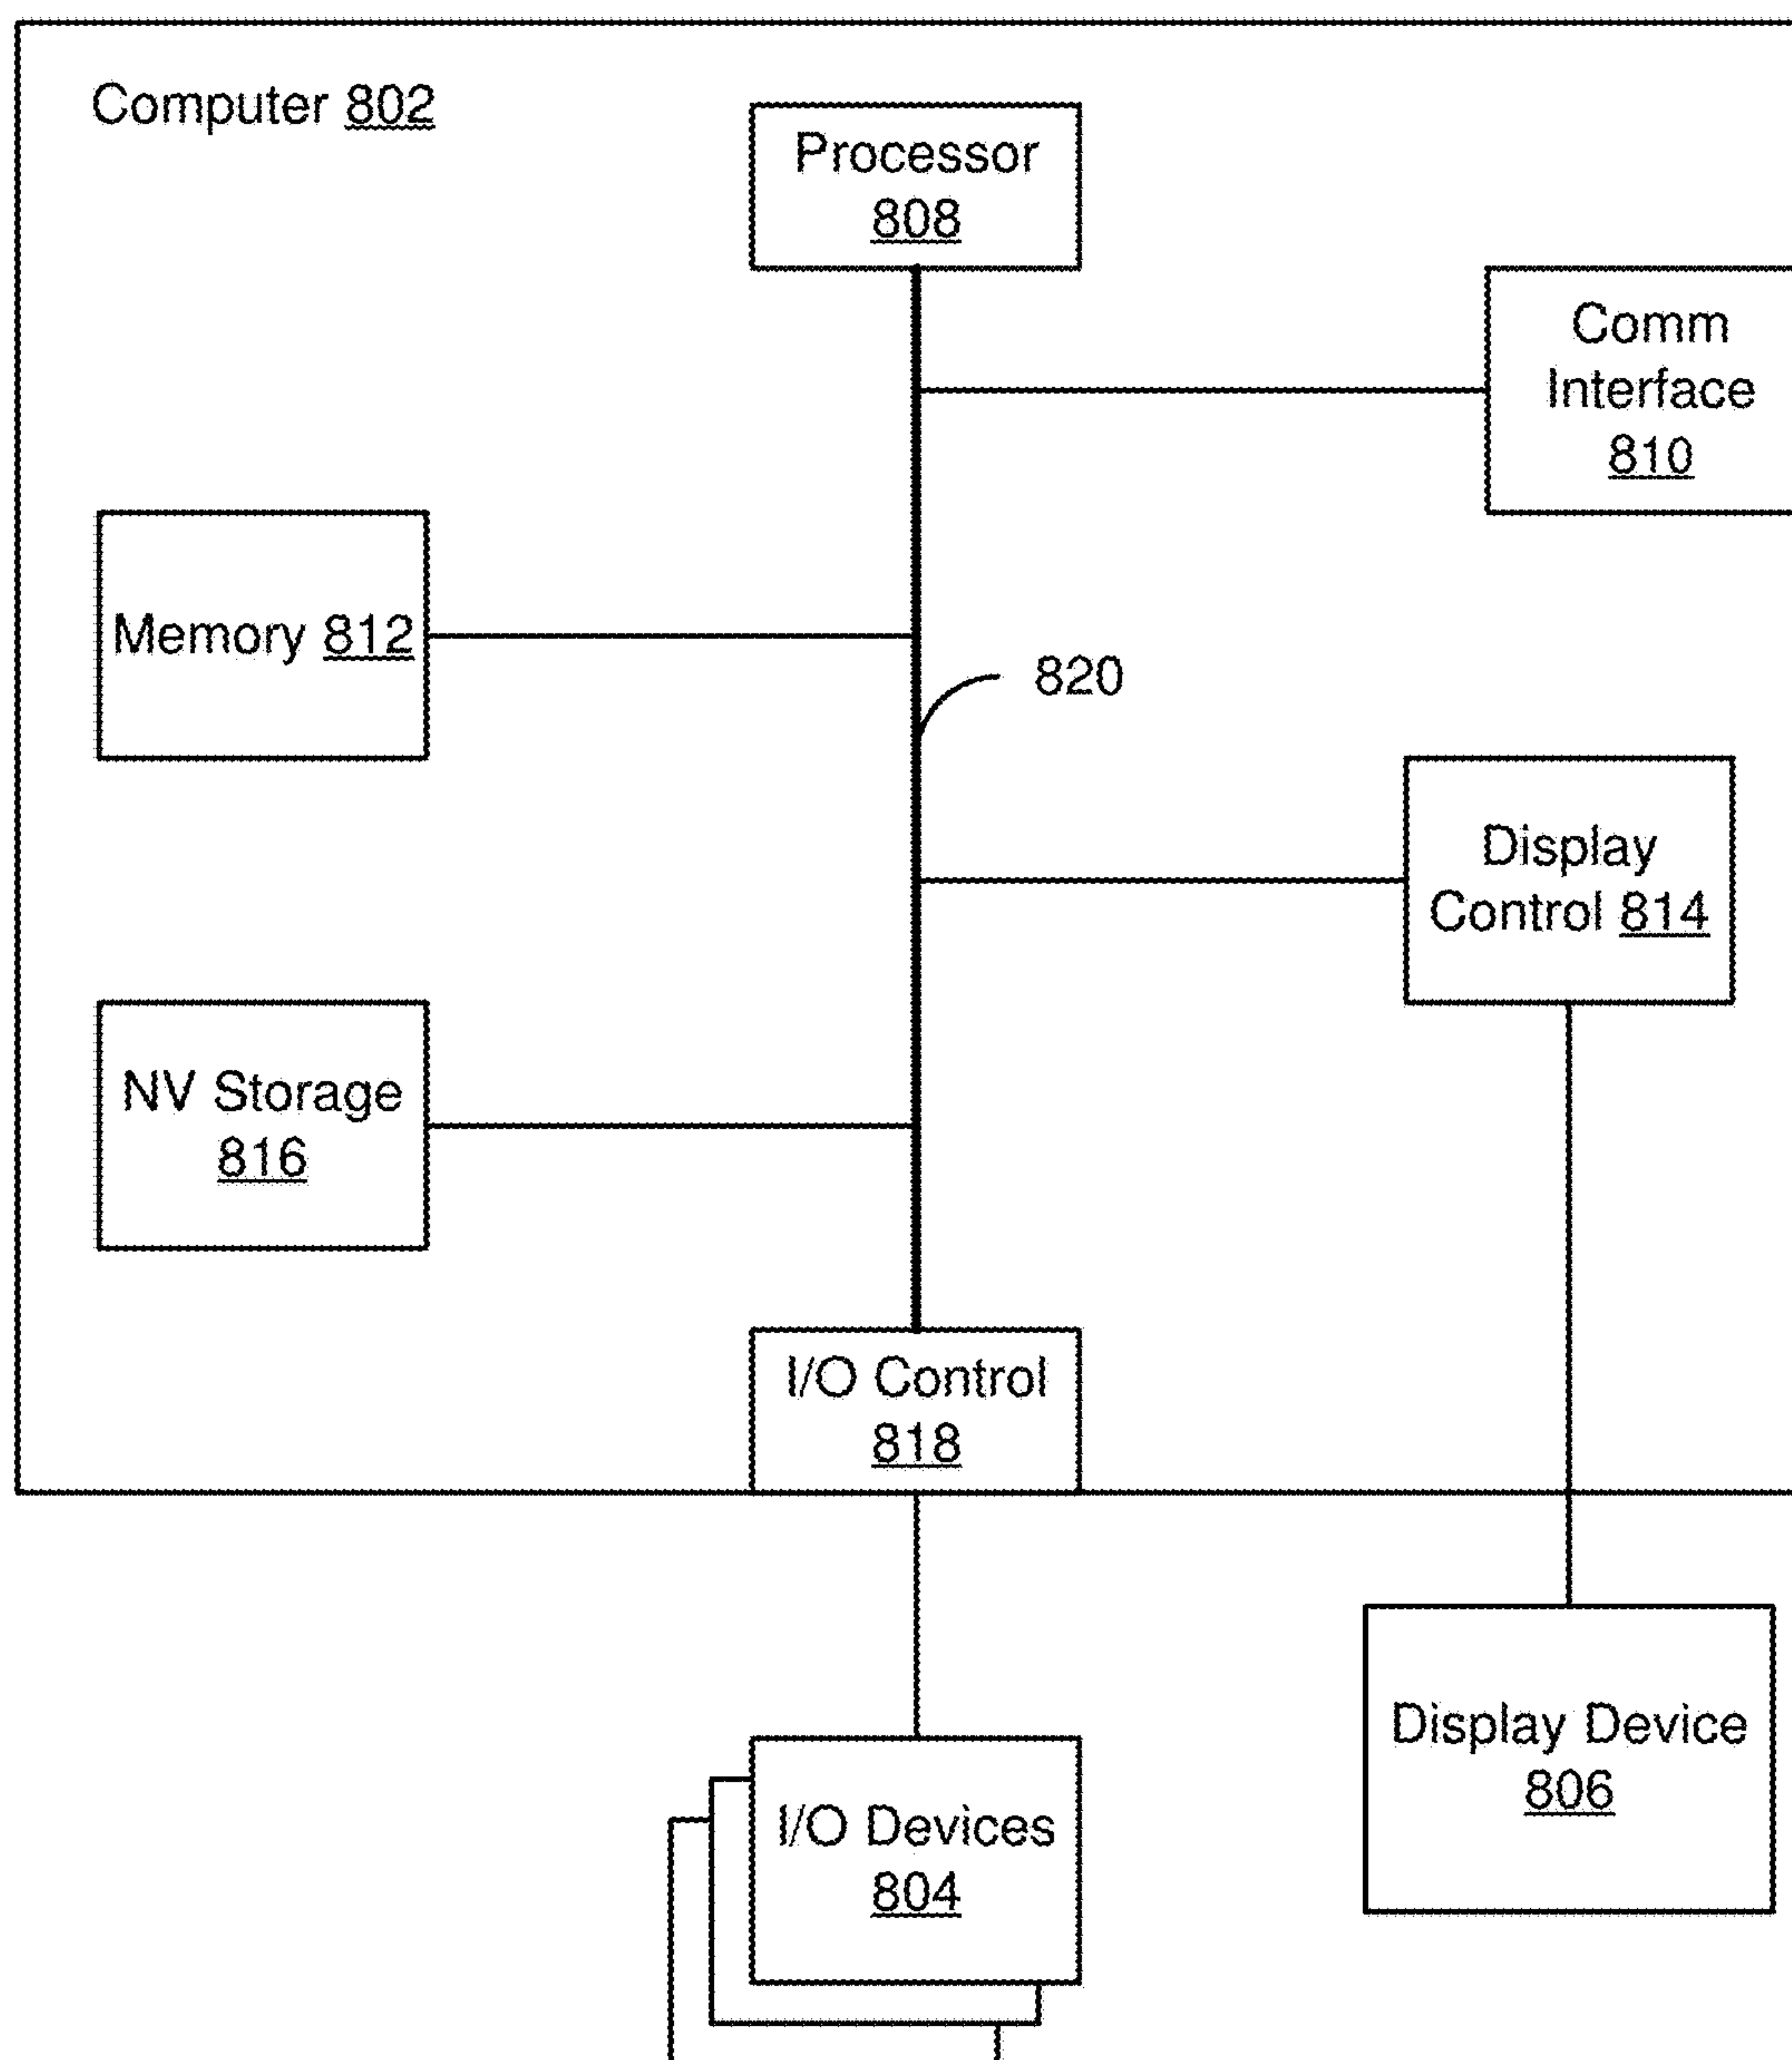 Computer 802
Processor
808
Comm
Interface
810
Memory 812
820
Display
Control 814
NV Storage
816
I/O Control
818
Display Device
806
I/O Devices
804